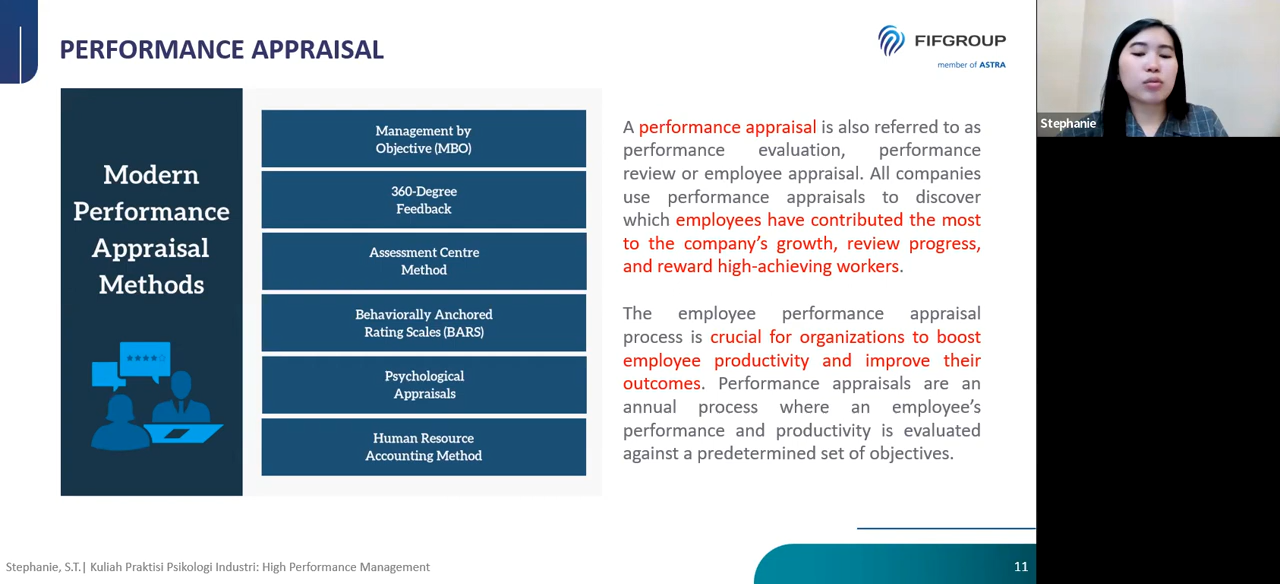 PERFORMANCE APPRAISAL
FIFGROUP
member of ASTRA
Stephanie
Modern
Performance
Appraisal
Methods
Management by
Objective (MBO)
360-Degree
Feedback
Assessment Centre
Method
Behaviorally Anchored
Rating Scales (BARS)
Psychological
Appraisals
Human Resource
Accounting Method
A performance appraisal is also referred to as
performance evaluation, performance
review or employee appraisal. All companies
use performance appraisals to discover
which employees have contributed the most
to the company’s growth, review progress,
and reward high-achieving workers.
The employee performance appraisal
process is crucial for organizations to boost
employee productivity and improve their
outcomes. Performance appraisals are an
annual process where an employee’s
performance and productivity is evaluated
against a predetermined set of objectives.
Stephanie, S.T.| Kuliah Praktisi Psikologi Industri: High Performance Management
11